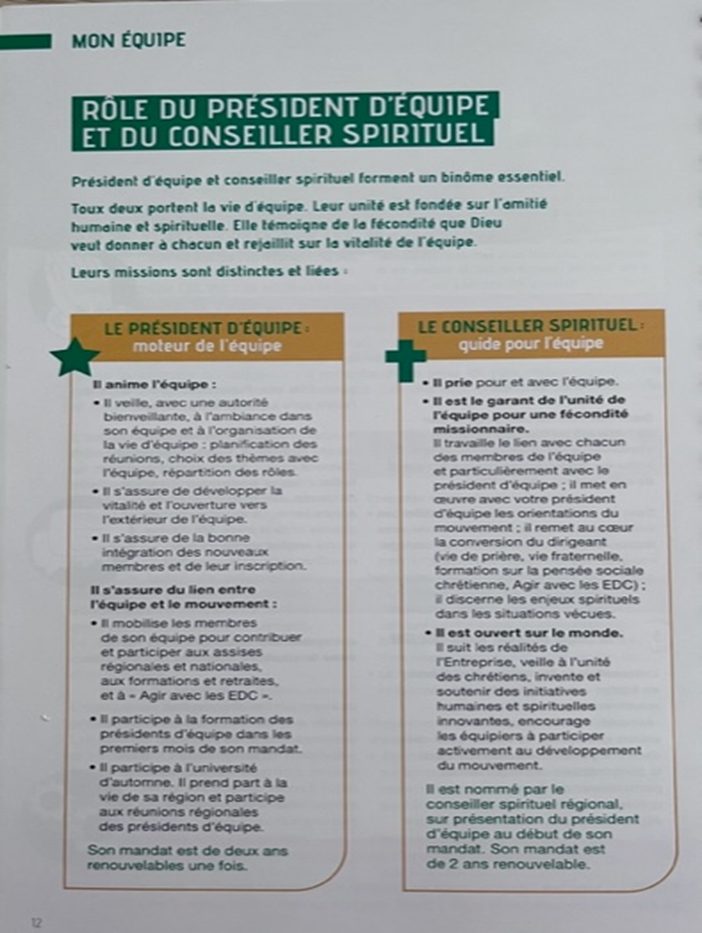 MON ÉQUIPE
RÔLE DU PRÉSIDENT D'ÉQUIPE
ET DU CONSEILLER SPIRITUEL
Président d'équipe et conseiller spirituel forment un binôme essentiel.
Toux deux portent la vie d'équipe. Leur unité est fondée sur l'amitié
humaine et spirituelle. Elle témoigne de la fécondité que Dieu
veut donner à chacun et rejaillit sur la vitalité de l'équipe.
Leurs missions sont distinctes et liées :
LE PRÉSIDENT D'ÉQUIPE :
moteur de l'équipe
Il anime l'équipe :
• Il veille, avec une autorité
bienveillante, à l'ambiance dans
son équipe et à l'organisation de
la vie d'équipe : planification des
réunions, choix des thèmes avec
l'équipe, répartition des rôles.
• Il s'assure de développer la
vitalité et l'ouverture vers
l'extérieur de l'équipe.
• Il s'assure de la bonne
intégration des nouveaux
membres et de leur inscription.
Il s'assure du lien entre
l'équipe et le mouvement :
• Il mobilise les membres
de son équipe pour contribuer
et participer aux assises
régionales et nationales,
aux formations et retraites,
et à « Agir avec les EDC ».
• Il participe à la formation des
présidents d'équipe dans les
premiers mois de son mandat.
• Il participe à l'université
d'automne. Il prend part à la
vie de sa région et participe
aux réunions régionales
des présidents d'équipe.
Son mandat est de deux ans
renouvelables une fois.
LE CONSEILLER SPIRITUEL :
guide pour l'équipe
• Il prie pour et avec l'équipe.
• Il est le garant de l'unité de
l'équipe pour une fécondité
missionnaire.
Il travaille le lien avec chacun
des membres de l'équipe
et particulièrement avec le
président d'équipe ; il met en
œuvre avec votre président
d'équipe les orientations du
mouvement ; il remet au cœur
la conversion du dirigeant
(vie de prière, vie fraternelle,
formation sur la pensée sociale
chrétienne, Agir avec les EDC) ;
il discerne les enjeux spirituels
dans les situations vécues.
• Il est ouvert sur le monde.
Il suit les réalités de
l'Entreprise, veille à l'unité
des chrétiens, invente et
soutenir des initiatives
humaines et spirituelles
innovantes, encourage
les équipiers à participer
activement au développement
du mouvement.
Il est nommé par le
conseiller spirituel régional,
sur présentation du président
d'équipe au début de son
mandat. Son mandat est
de 2 ans renouvelable.
12